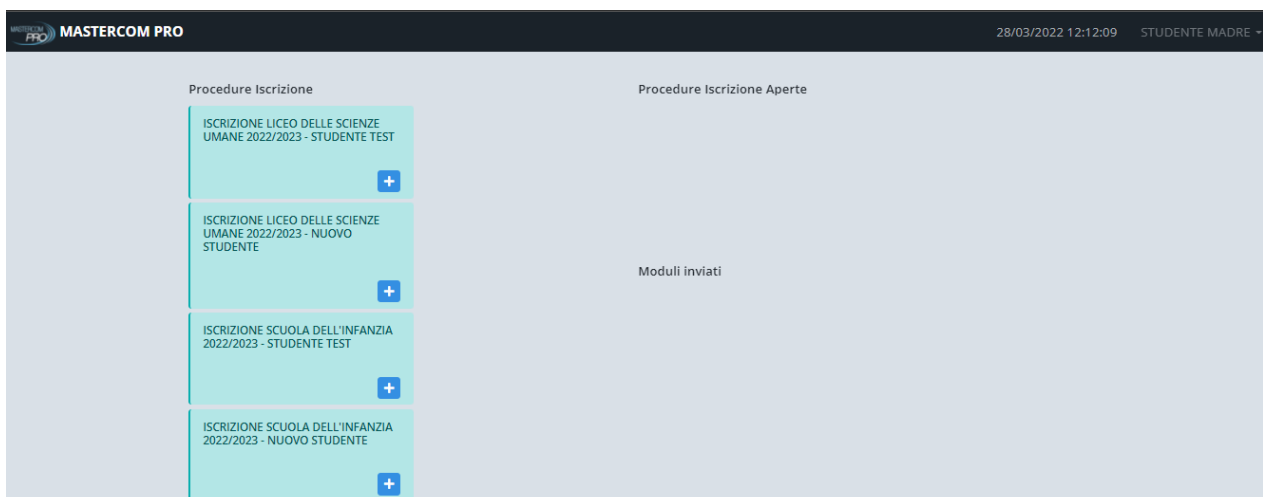 MASTERCOM PRO MASTERCOM PRO
28/03/2022 12:12:09 STUDENTE MADRE
Procedure Iscrizione
ISCRIZIONE LICEO DELLE SCIENZE
UMANE 2022/2023 - STUDENTE TEST
ISCRIZIONE LICEO DELLE SCIENZE
UMANE 2022/2023 - NUOVO
STUDENTE
ISCRIZIONE SCUOLA DELL'INFANZIA
2022/2023 - STUDENTE TEST
ISCRIZIONE SCUOLA DELL'INFANZIA
2022/2023 - NUOVO STUDENTE
Procedure Iscrizione Aperte
Moduli inviati